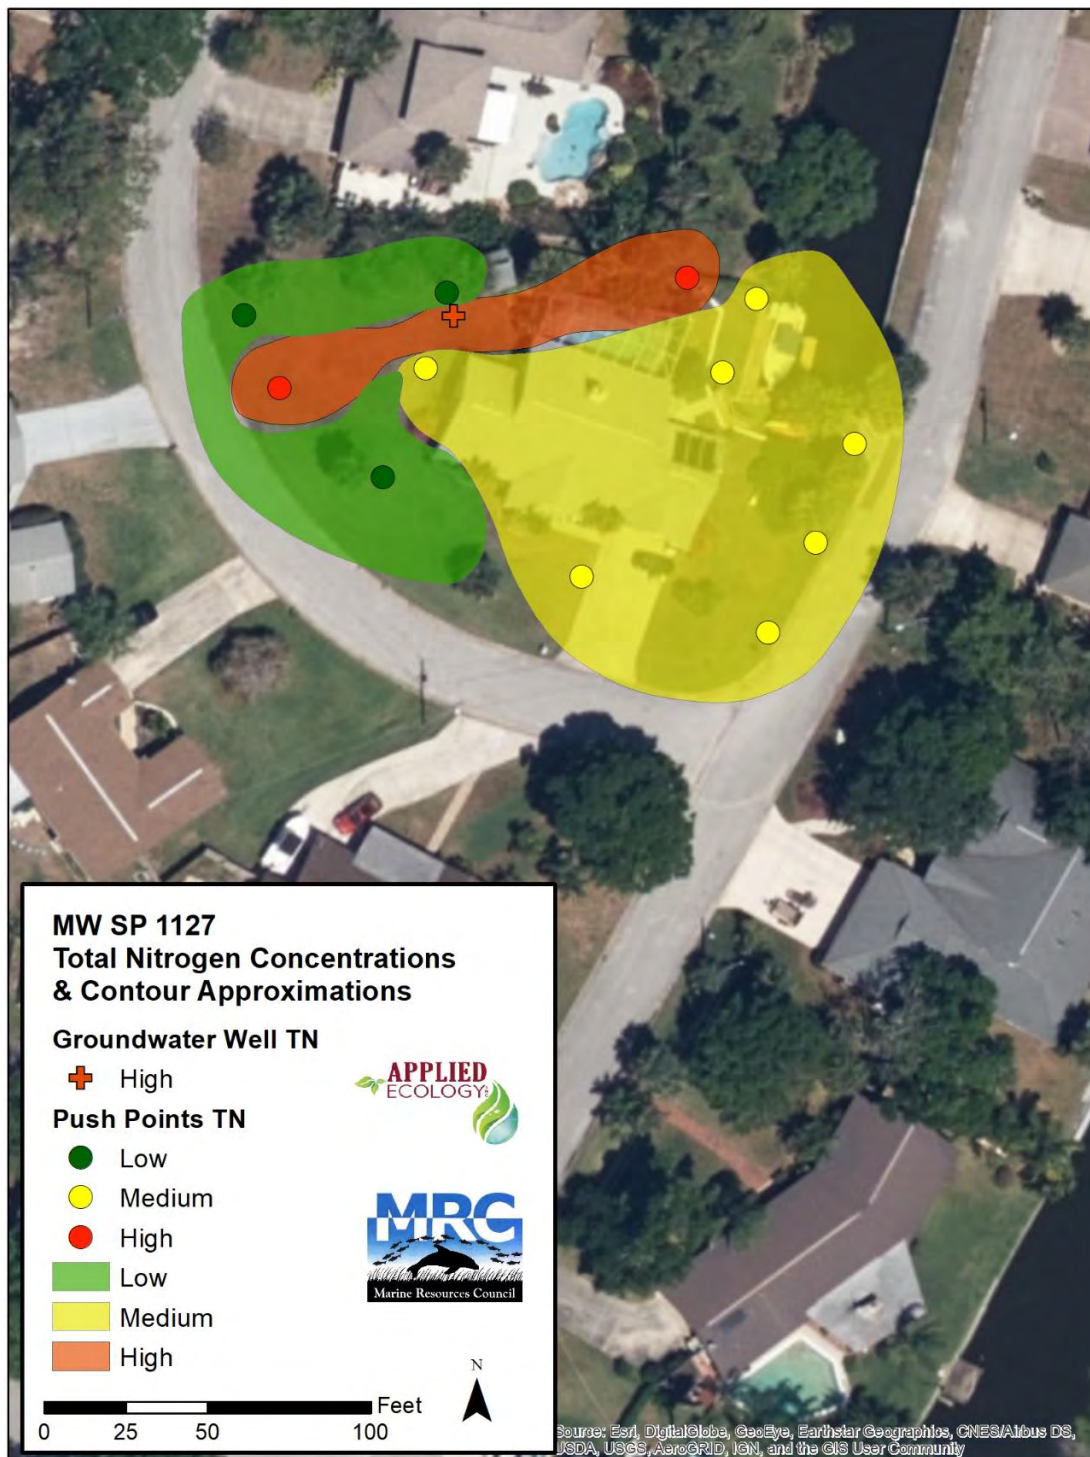 MW SP 1127
Total Nitrogen Concentrations
& Contour Approximations
Groundwater Well TN
High
APPLIED
ECOLOGY
Push Points TN
Low
Medium
High
MRC
Marine Resources Council
Low
Medium
High
N
Feet
0 25 50 100
Source: Esri, DigitalGlobe, GeoEye, Earthstar Geographics, CNES/Airbus DS,
USDA, USGS, AeroGRID, IGN, and the GIS User Community